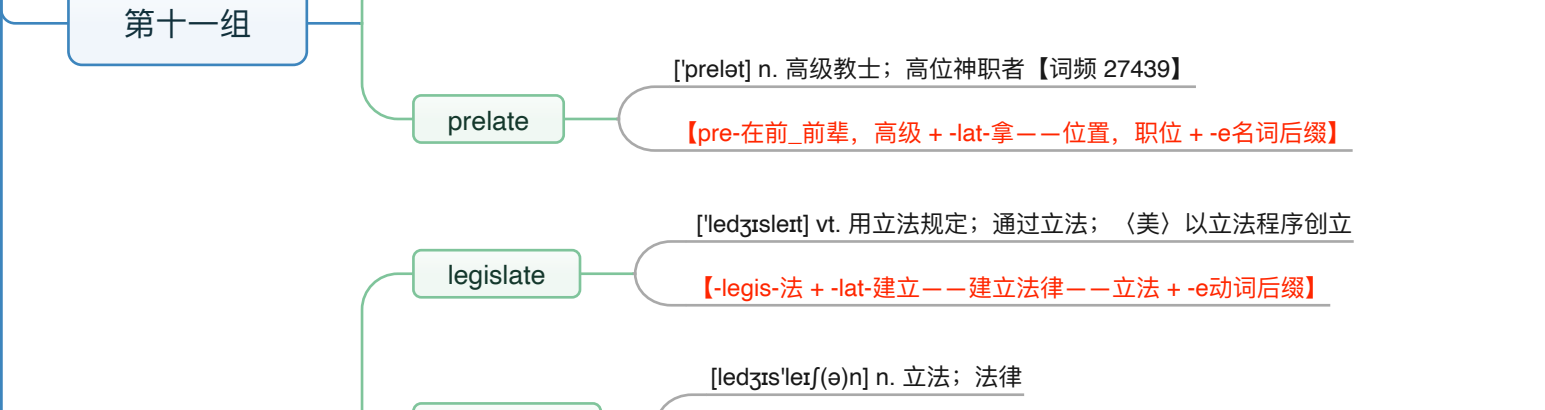 第十一组
['prelət] n. 高级教士；高位神职者【词频 27439】
prelate
【pre-在前_前辈，高级 + -lat-拿——位置，职位 + -e名词后缀】
['ledʒɪsleɪt] vt. 用立法规定；通过立法；〈美〉以立法程序创立
legislate
【-legis-法 + -lat-建立——建立法律——立法 + -e动词后缀】
[ledʒɪs'leɪʃ(ə)n] n. 立法；法律